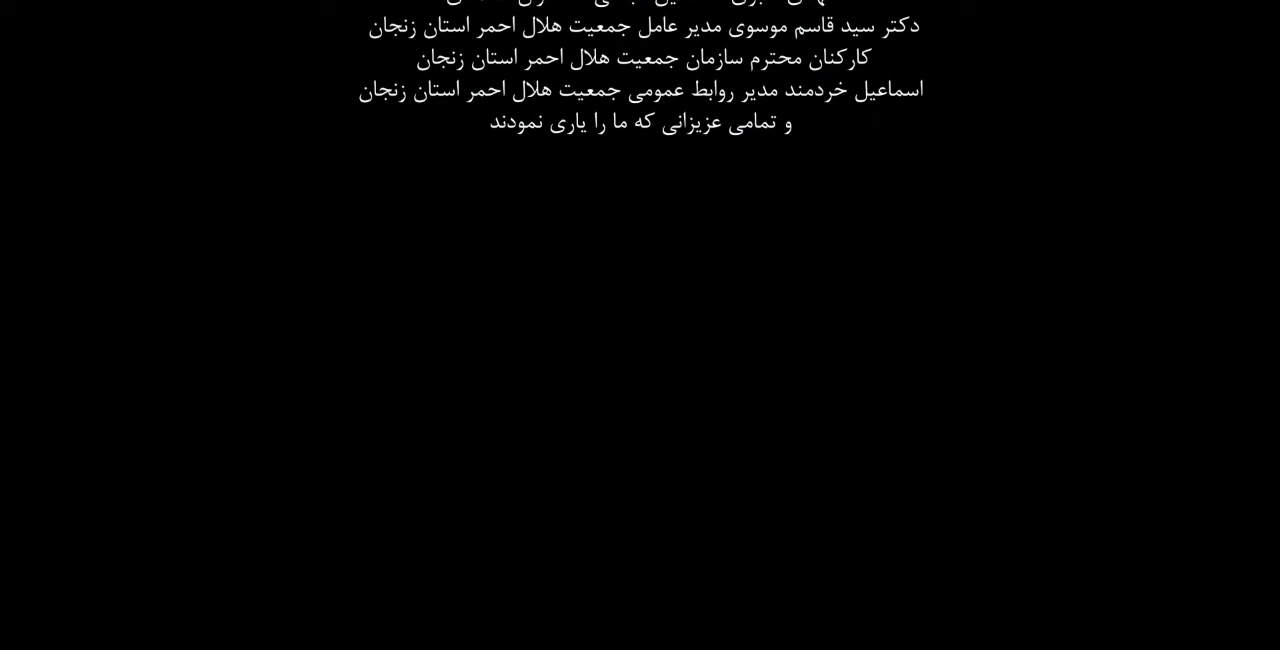 دکتر سید قاسم موسوی مدیر عامل جمعیت هلال احمر استان زنجان
کارکنان محترم سازمان جمعیت هلال احمر استان زنجان
اسماعیل خردمند مدیر روابط عمومی جمعیت هلال احمر استان زنجان
و تمامی عزیزانی که ما را یاری نمودند